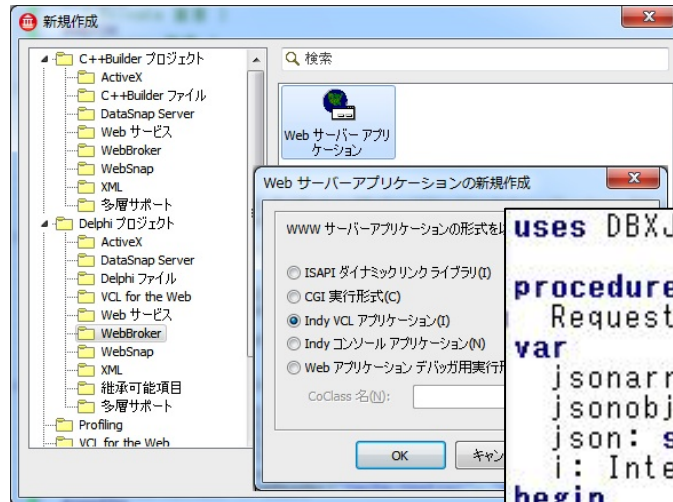 新規作成
C++Builder プロジェクト
ActiveX
C++Builder ファイル
DataSnap Server
Web サービス
WebBroker
WebSnap
XML
多層サポート
Delphi プロジェクト
ActiveX
DataSnap Server
Delphi ファイル
VCL for the Web
Web サービス
WebBroker
WebSnap
XML
継承可能項目
多層サポート
Profiling
VCL for the Web
検索
Web サーバー アプリ
ケーション
Web サーバーアプリケーションの新規作成
WWW サーバーアプリケーションの形式を
ISAPI ダイナミックリンク ライブラリ(I)
CGI 実行形式(C)
Indy VCL アプリケーション(I)
Indy コンソール アプリケーション(N)
Web アプリケーション デバッガ用実行
CoClass 名(N):
OK
キャン
uses DBXJ
procedure
Request
var
jsonarr
jsonobj
json: s
i: Inte
begin